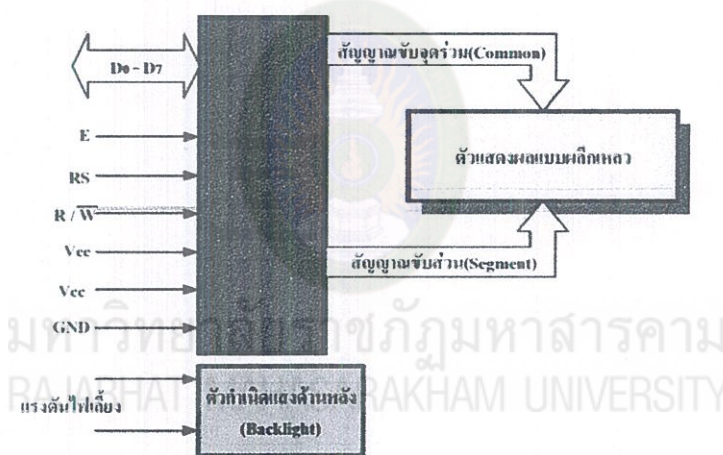 สัญญาณขับจุดร่วม(Common)
D0 - D7
E
ตัวแสดงผลแบบผลึกเหลว
RS
R / W
Vcc
สัญญาณขับส่วน(Segment)
Vcc
GND
มหาวิทยาลัยราชภัฏมหาสารคาม
RAJABHAT MAHASARAKHAM UNIVERSITY
แรงดันไฟเลี้ยง
ตัวกำเนิดแสงด้านหลัง
(Backlight)